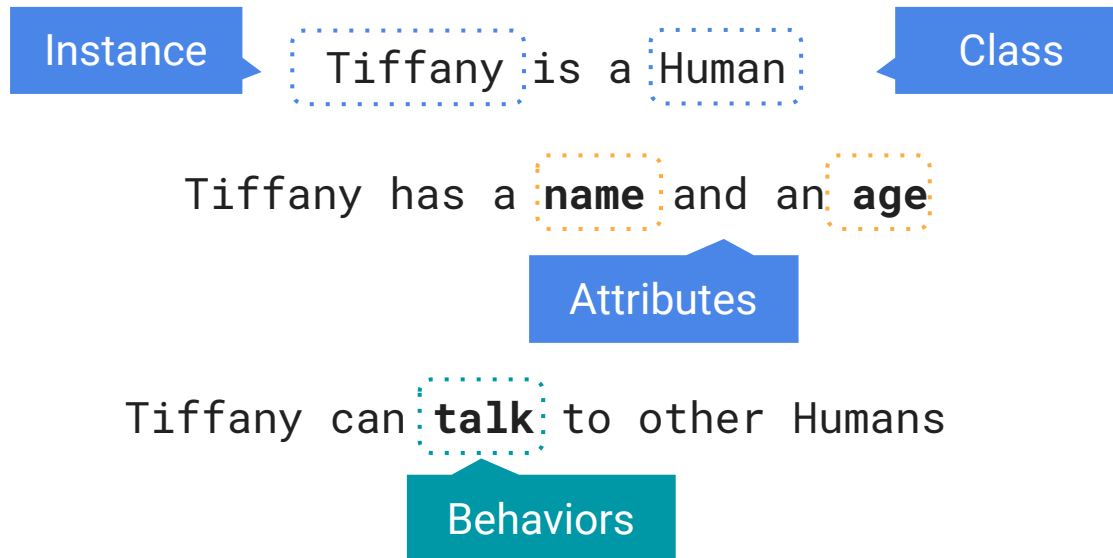 Instance
Tiffany is a Human
Class
Tiffany has a name and an age
Attributes
Tiffany can talk to other Humans
Behaviors